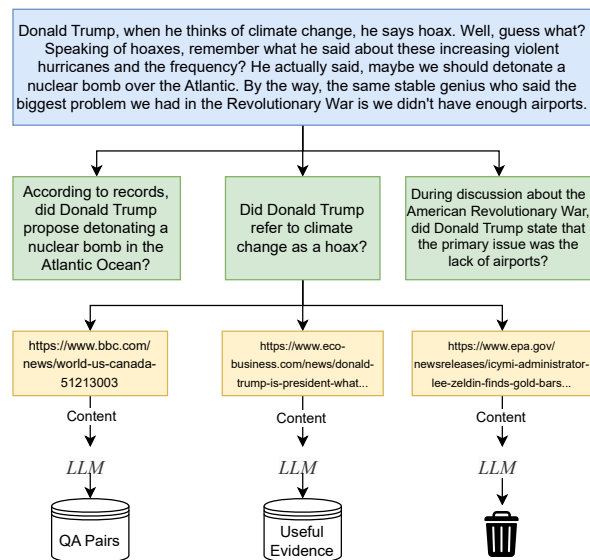 Donald Trump, when he thinks of climate change, he says hoax. Well, guess what?
Speaking of hoaxes, remember what he said about these increasing violent
hurricanes and the frequency? He actually said, maybe we should detonate a
nuclear bomb over the Atlantic. By the way, the same stable genius who said the
biggest problem we had in the Revolutionary War is we didn't have enough airports.
According to records,
did Donald Trump
propose detonating
a nuclear bomb in the
Atlantic Ocean?
Did Donald Trump
refer to climate
change as a hoax?
During discussion about the
American Revolutionary War,
did Donald Trump state that
the primary issue was the
lack of airports?
https://www.bbc.com/
news/world-us-canada-
51213003
https://www.eco-
business.com/news/donald-
trump-is-president-what...
https://www.epa.gov/
newsreleases/icymi-administrator-
lee-zeldin-finds-gold-bars...
Content
Content
Content
LLM
LLM
LLM
QA Pairs
Useful
Evidence